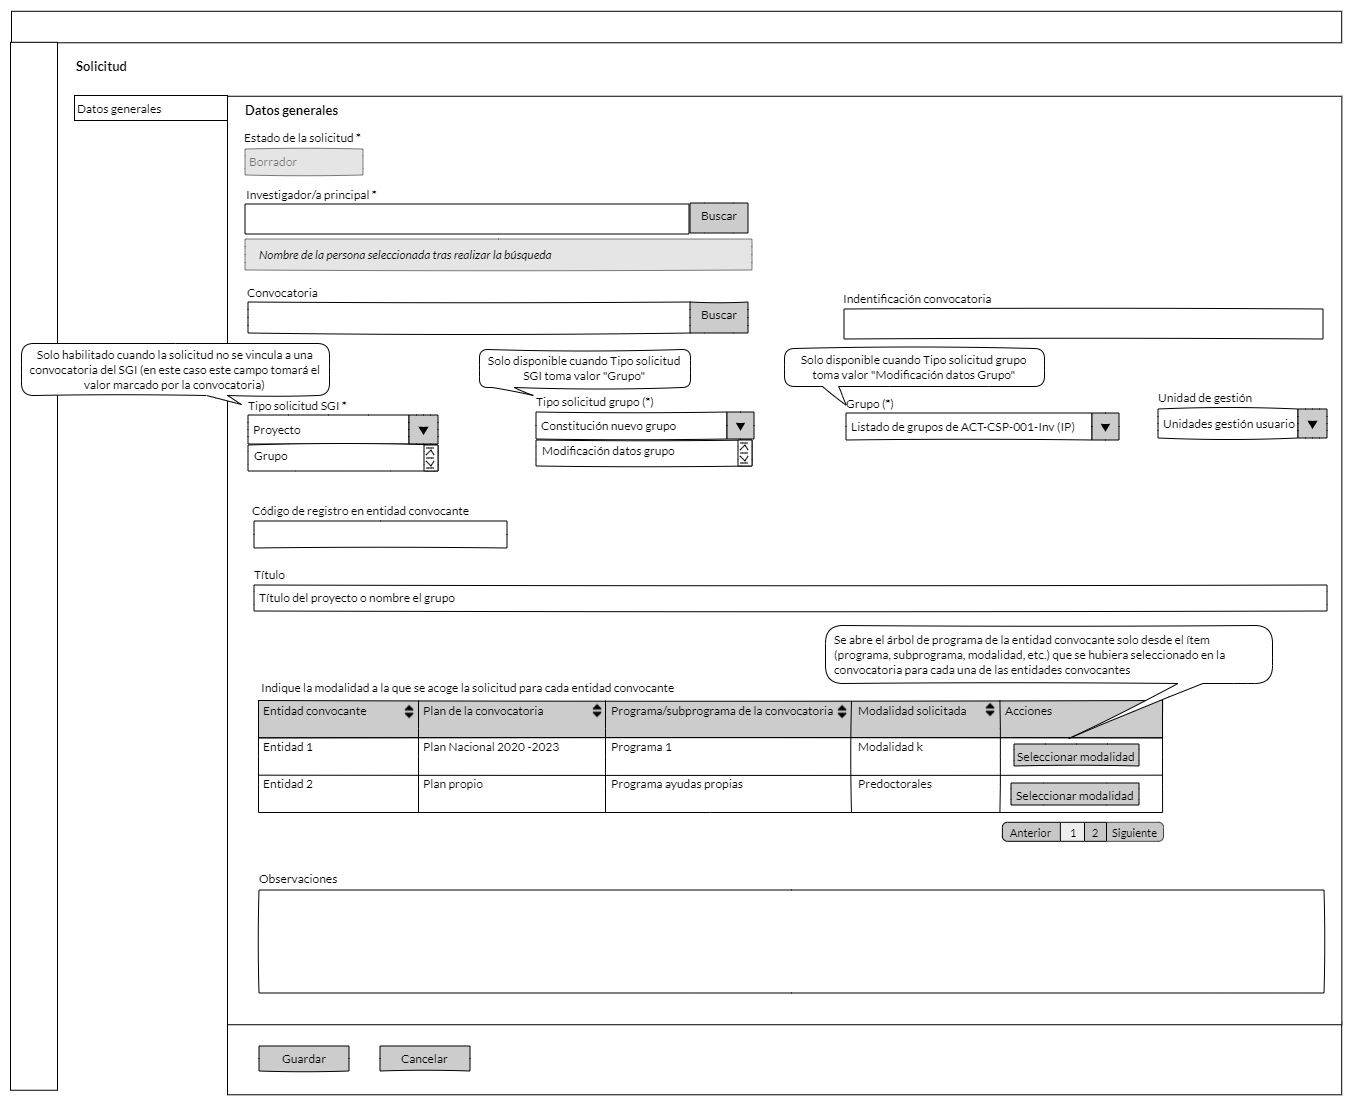 Solicitud
Datos generales
Datos generales
Estado de la solicitud *
Borrador
Investigador/a principal *
Buscar
Nombre de la persona seleccionada tras realizar la búsqueda
Convocatoria
Buscar
Indentificación convocatoria
Solo habilitado cuando la solicitud no se vincula a una
convocatoria del SGI (en este caso este campo tomará el
valor marcado por la convocatoria)
Solo disponible cuando Tipo solicitud
SGI toma valor "Grupo"
Solo disponible cuando Tipo solicitud grupo
toma valor "Modificación datos Grupo"
Tipo solicitud SGI *
Proyecto
Grupo
Tipo solicitud grupo (*)
Constitución nuevo grupo
Modificación datos grupo
Grupo (*)
Listado de grupos de ACT-CSP-001-Inv (IP)
Unidad de gestión
Unidades gestión usuario
Código de registro en entidad convocante
Título
Título del proyecto o nombre el grupo
Se abre el árbol de programa de la entidad convocante solo desde el ítem
(programa, subprograma, modalidad, etc.) que se hubiera seleccionado en la
convocatoria para cada una de las entidades convocantes
Indique la modalidad a la que se acoge la solicitud para cada entidad convocante
Entidad convocante Plan de la convocatoria Programa/subprograma de la convocatoria Modalidad solicitada Acciones
Entidad 1 Plan Nacional 2020 -2023 Programa 1 Modalidad k Seleccionar modalidad
Entidad 2 Plan propio Programa ayudas propias Predoctorales Seleccionar modalidad
Anterior 1 2 Siguiente
Observaciones
Guardar Cancelar